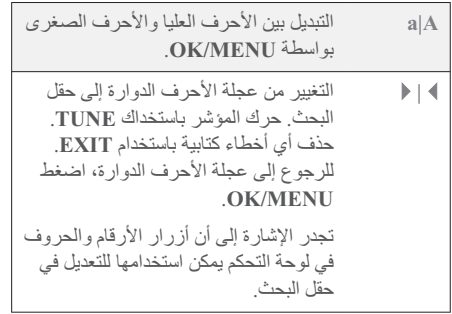 a|A
التبديل بين الأحرف العليا والأحرف الصغرى
بواسطة OK/MENU.
التغيير من عجلة الأحرف الدوارة إلى حقل
البحث. حرك المؤشر باستخداك TUNE.
حذف أي أخطاء كتابية باستخدام EXIT.
للرجوع إلى عجلة الأحرف الدوارة، اضغط
OK/MENU.
تجدر الإشارة إلى أن أزرار الأرقام والحروف
في لوحة التحكم يمكن استخدامها للتعديل في
حقل البحث.